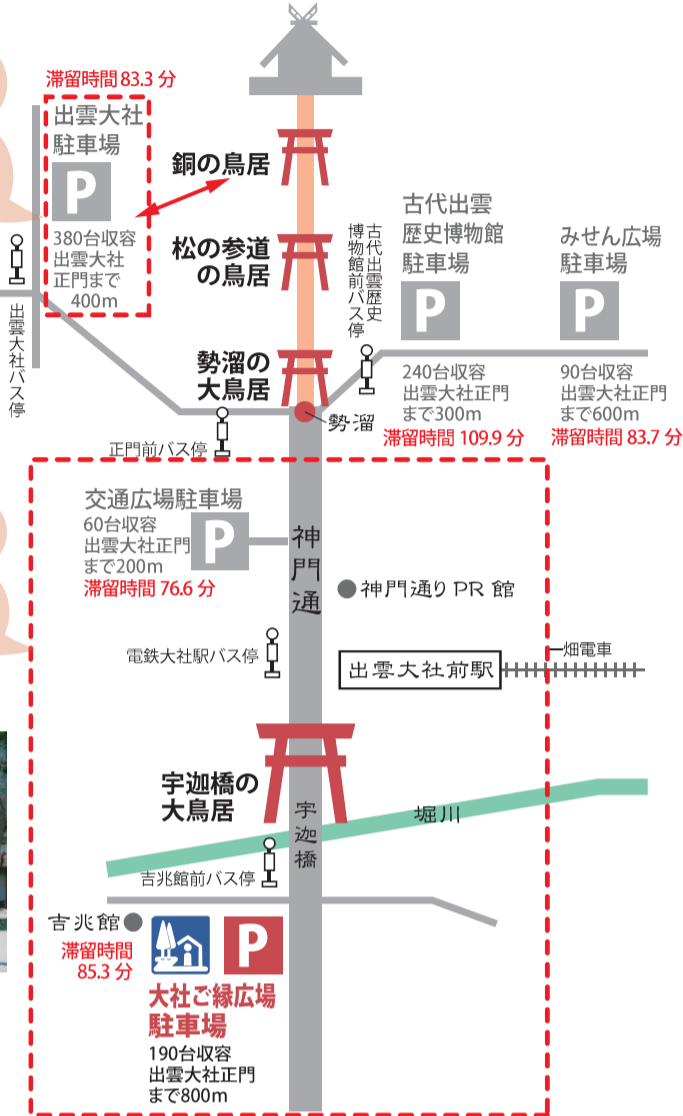 滞留時間 83.3 分
出雲大社
駐車場
P
380台収容
出雲大社
正門まで
400m
出雲大社バス停
銅の鳥居
松の参道
の鳥居
勢溜の
大鳥居
勢溜
正門前バス停
古代出雲歴史
博物館前バス停
古代出雲
歴史博物館
駐車場
P
240台収容
出雲大社正門
まで300m
滞留時間 109.9 分
みせん広場
駐車場
P
90台収容
出雲大社正門
まで600m
滞留時間 83.7 分
交通広場駐車場
60台収容
出雲大社正門
まで200m
P
滞留時間 76.6 分
神門通
神門通り PR 館
電鉄大社駅バス停
出雲大社前駅
一畑電車
宇迦橋の
大鳥居
宇迦橋
堀川
吉兆館前バス停
吉兆館
滞留時間
85.3 分
P
大社ご縁広場
駐車場
190台収容
出雲大社正門
まで800m